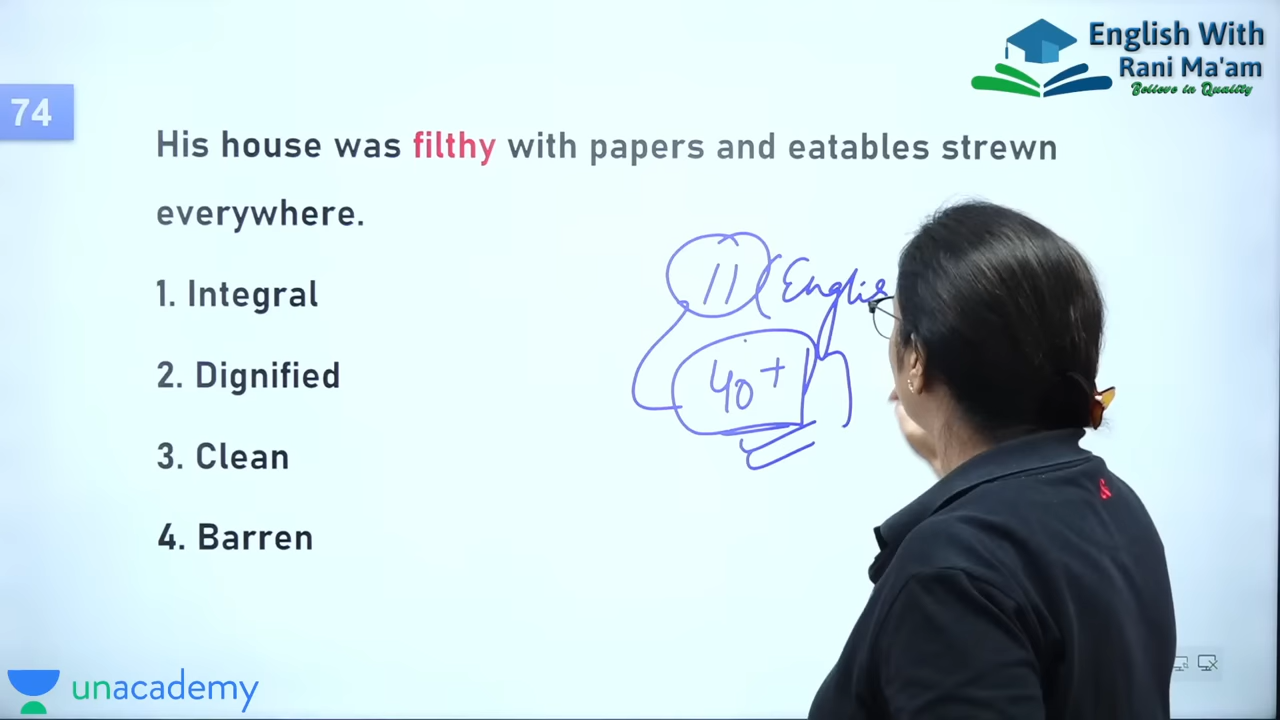 English With
Rani Ma'am
Believe in Quality
74
His house was filthy with papers and eatables strewn
everywhere.
11 (Englis
1. Integral
40+
2. Dignified
3. Clean
4. Barren
&
unacademy